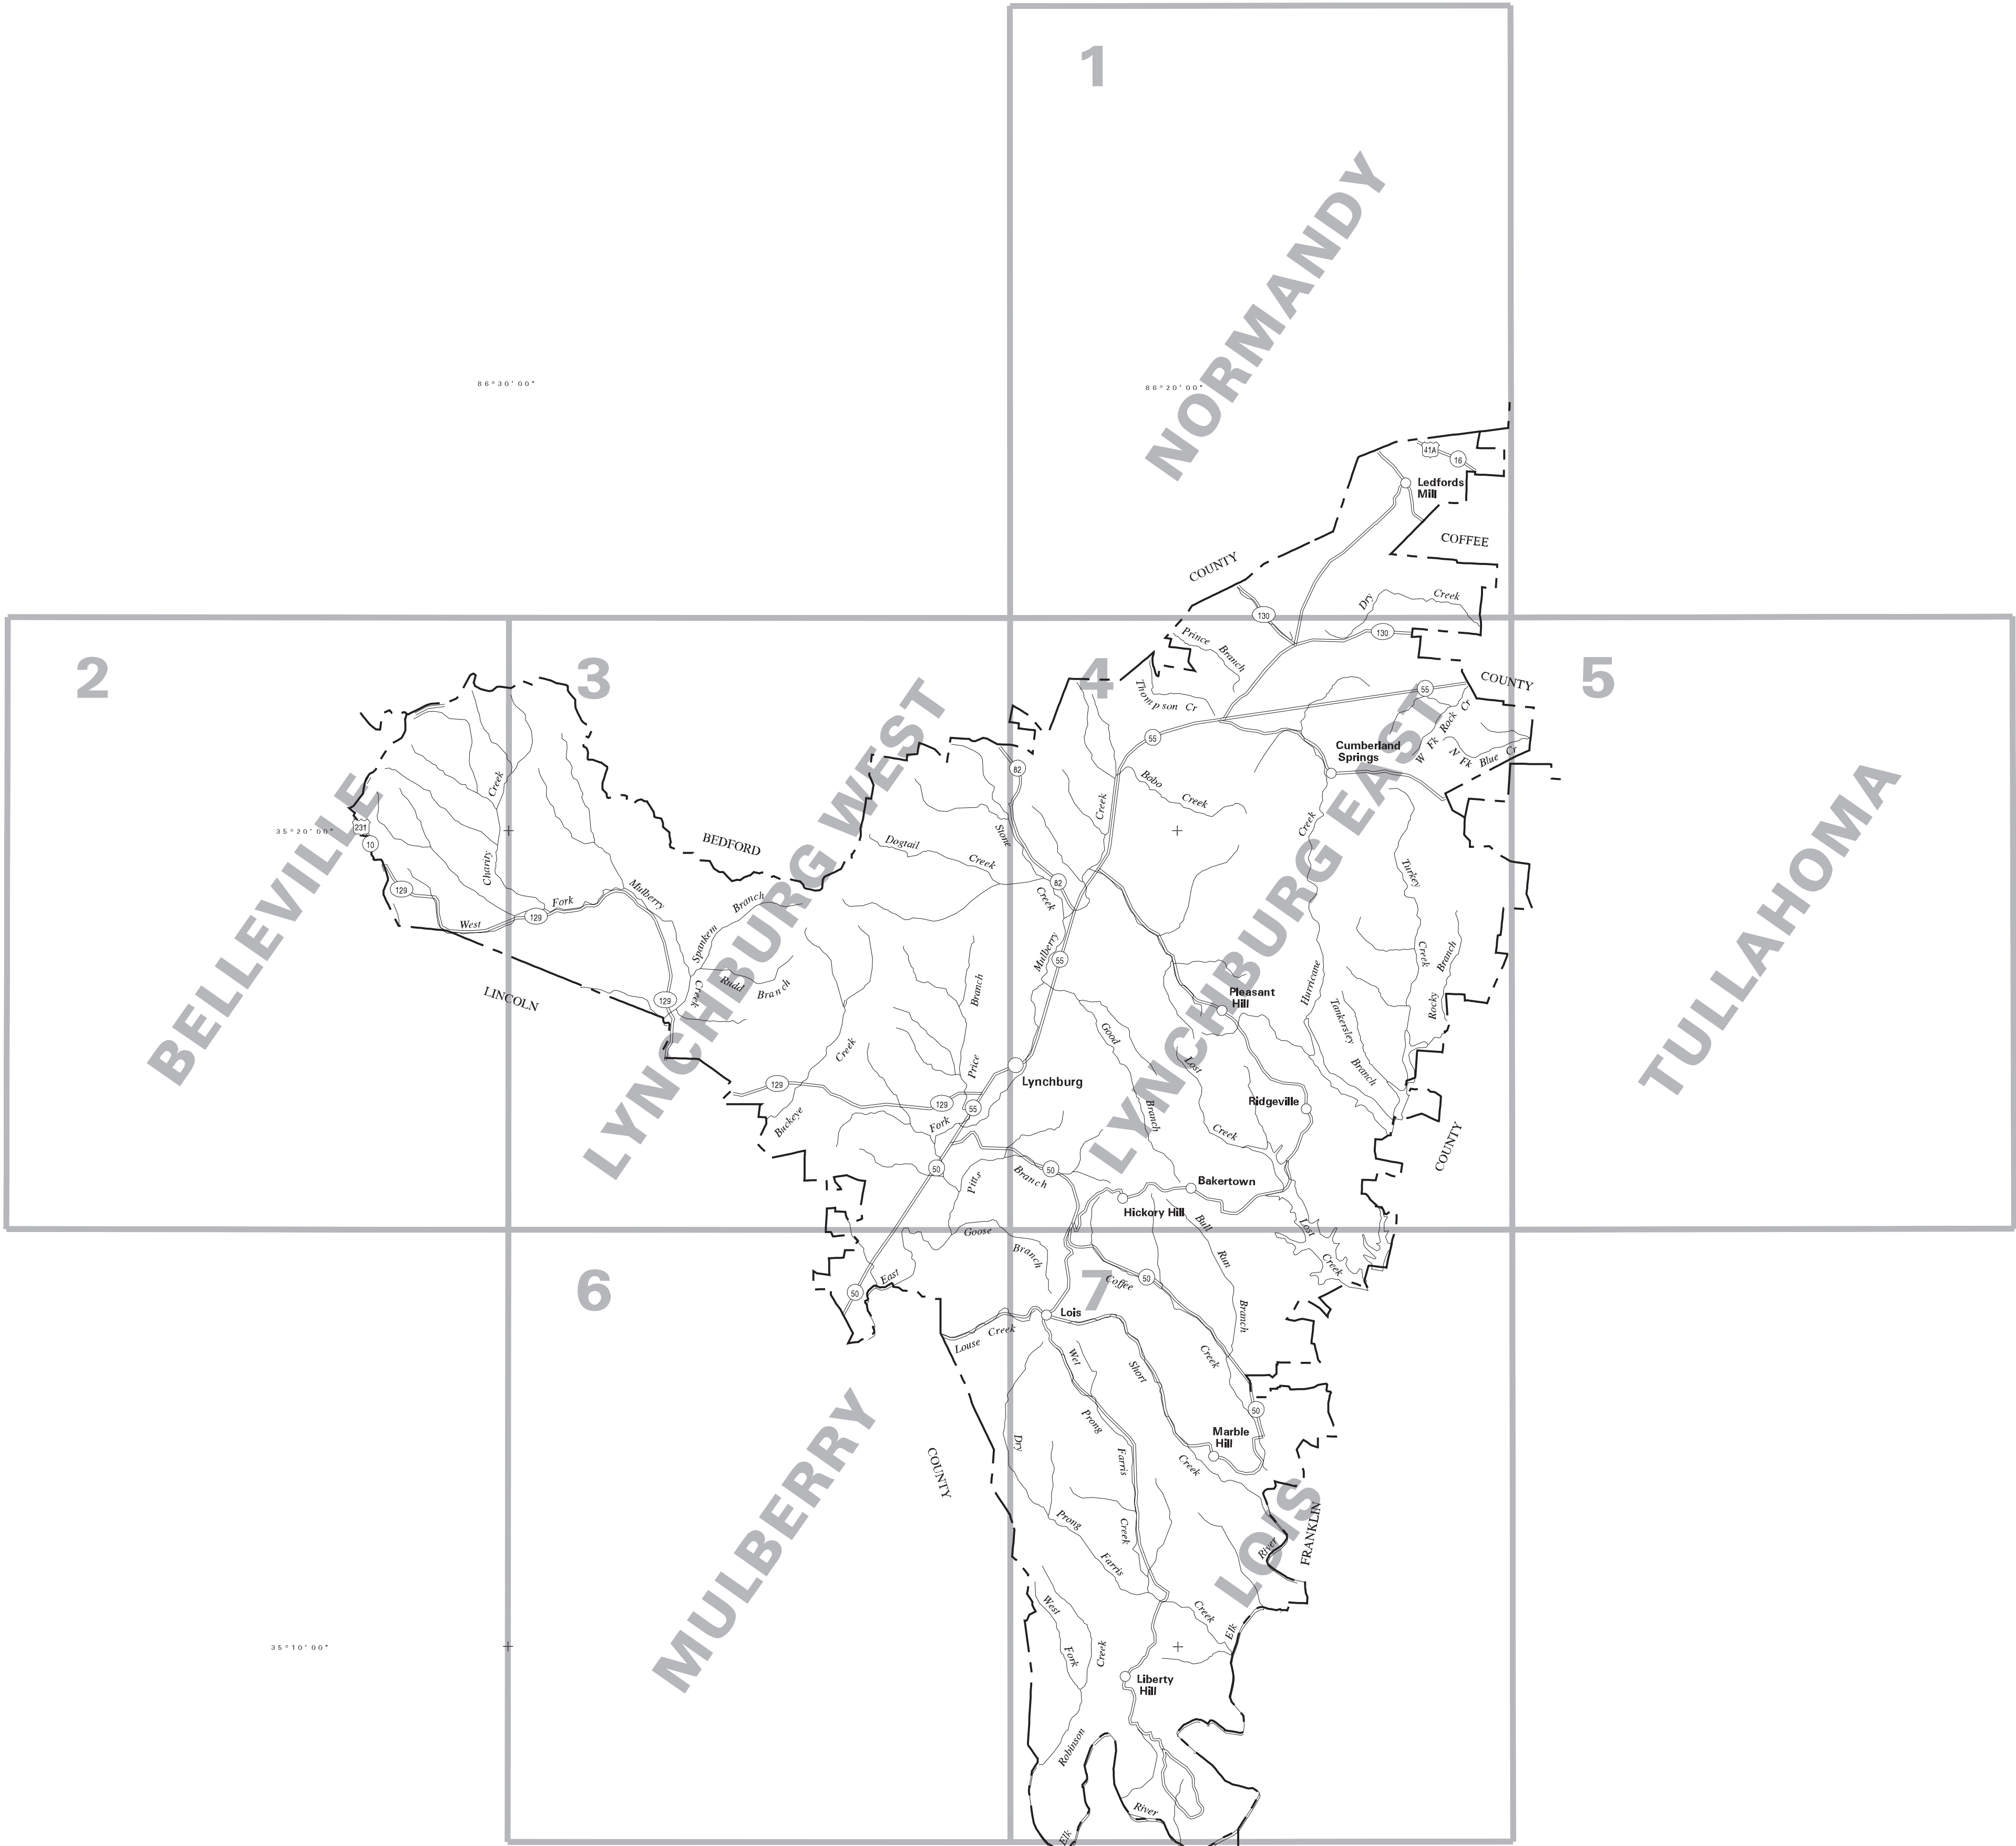 1
NORMANDY
86°30'00"
86°20'00"
41A
16
Ledfords
Mill
COFFEE
COUNTY
Dry
Creek
130
130
2
BELLEVILLE
3
LYNCHBURG WEST
4
LYNCHBURG EAST
5
TULLAHOMA
Prince
Branch
Thompson Cr
55
COUNTY
W Fk Rock Cr
N Fk Blue Cr
55
Cumberland
Springs
82
Bobo
Creek
Creek
Creek
231
10
35°20'00"
Charity
Creek
BEDFORD
Dogtail
Creek
Stone
Creek
82
Turkey
Creek
129
West
129
Fork
Mulberry
Branch
Spankem
Creek
Rudd
Branch
LINCOLN
129
Mulberry
55
Branch
Price
Hurricane
Branch
Rocky
Tankersley
Branch
Pleasant
Hill
Good
Branch
Lost
Creek
Creek
Buckeye
Lynchburg
129
129
55
Ridgeville
Fork
COUNTY
50
Pitts
Branch
50
Bakertown
Hickory Hill
Goose
Branch
Bull
Run
Branch
Lost
Creek
6
MULBERRY
7
LOIS
East
50
Coffee
50
Creek
Lois
Louse Creek
Wet
Prong
Farris
Creek
Short
Creek
50
Marble
Hill
COUNTY
Dry
Prong
Farris
Creek
River
FRANKLIN
Elk
West
Fork
Creek
35°10'00"
Liberty
Hill
Robinson
River
Elk